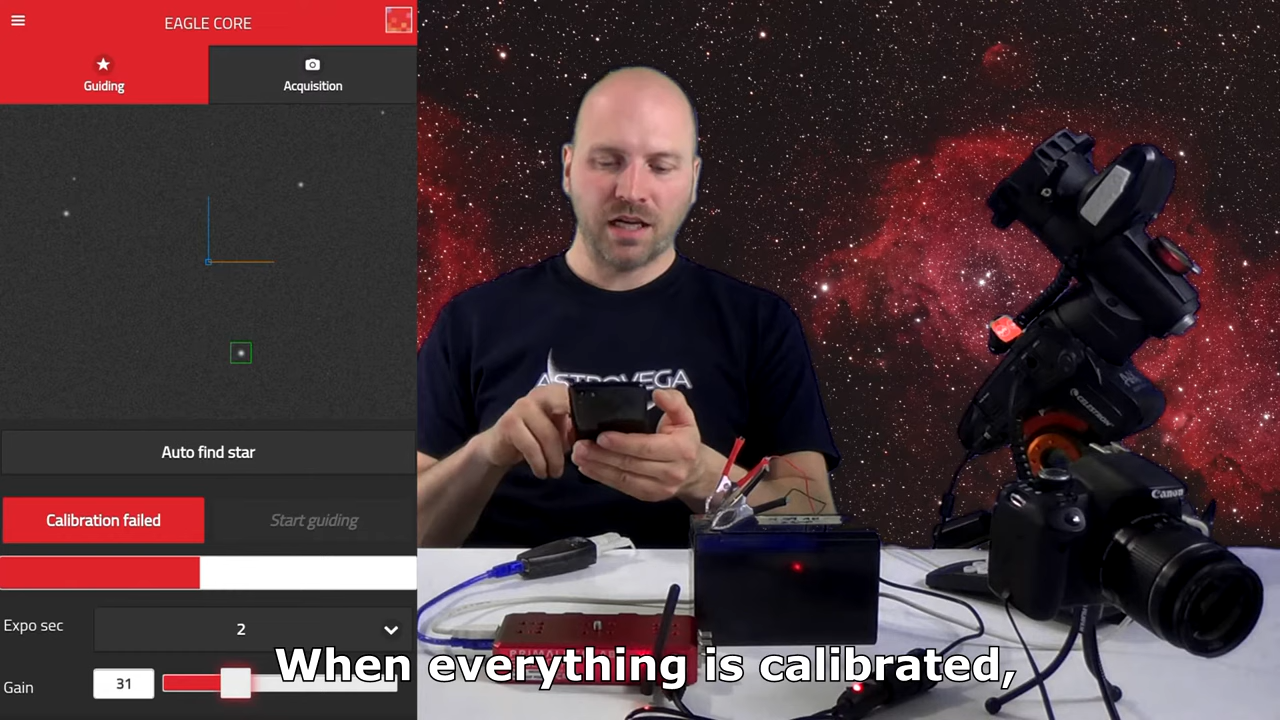 EAGLE CORE
Guiding
Acquisition
Auto find star
Calibration failed
Start guiding
Expo sec
2
Gain
31
ASTROVEGA
CELESTRON
Canon
When everything is calibrated,